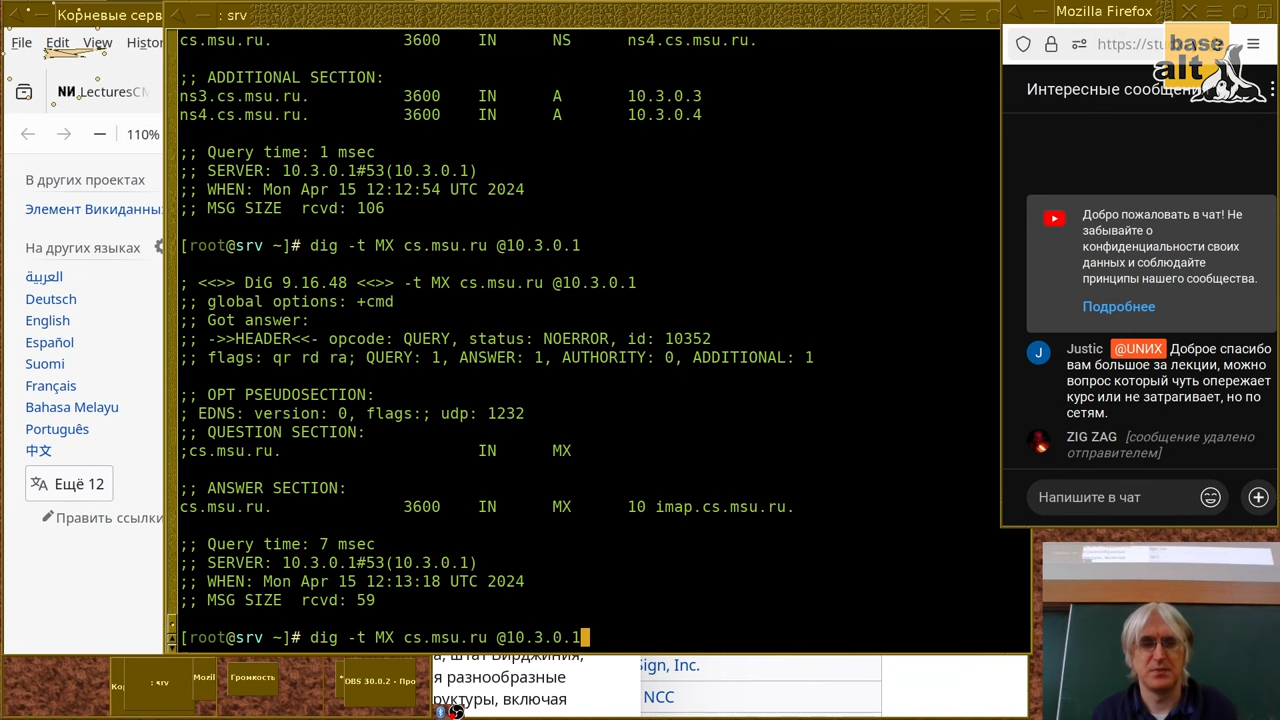 Корневые серв
: srv
Mozilla Firefox
File Edit View Histor
https://stu
base
alt
NИ. LecturesCM
110%
Интересные сообщен
cs.msu.ru. 3600 IN NS ns4.cs.msu.ru.
;; ADDITIONAL SECTION:
ns3.cs.msu.ru. 3600 IN A 10.3.0.3
ns4.cs.msu.ru. 3600 IN A 10.3.0.4
;; Query time: 1 msec
;; SERVER: 10.3.0.1#53(10.3.0.1)
;; WHEN: Mon Apr 15 12:12:54 UTC 2024
;; MSG SIZE rcvd: 106
[root@srv ~]# dig -t MX cs.msu.ru @10.3.0.1
; <<>> DiG 9.16.48 <<>> -t MX cs.msu.ru @10.3.0.1
;; global options: +cmd
;; Got answer:
;; ->>HEADER<<- opcode: QUERY, status: NOERROR, id: 10352
;; flags: qr rd ra; QUERY: 1, ANSWER: 1, AUTHORITY: 0, ADDITIONAL: 1
;; OPT PSEUDOSECTION:
; EDNS: version: 0, flags:; udp: 1232
;; QUESTION SECTION:
;cs.msu.ru. IN MX
;; ANSWER SECTION:
cs.msu.ru. 3600 IN MX 10 imap.cs.msu.ru.
;; Query time: 7 msec
;; SERVER: 10.3.0.1#53(10.3.0.1)
;; WHEN: Mon Apr 15 12:13:18 UTC 2024
;; MSG SIZE rcvd: 59
[root@srv ~]# dig -t MX cs.msu.ru @10.3.0.1
В других проектах
Элемент Викиданны
На других языках
العربية
Deutsch
English
Español
Suomi
Français
Bahasa Melayu
Português
中文
Ещё 12
Править ссылки
Добро пожаловать в чат! Не
забывайте о
конфиденциальности своих
данных и соблюдайте
принципы нашего сообщества.
Подробнее
J
Justic @UNИX Доброе спасибо
вам большое за лекции, можно
вопрос который чуть опережает
курс или не затрагивает, но по
сетям.
ZIG ZAG [сообщение удалено
отправителем]
Напишите в чат
Ко
: srv
Mozil
Громкость
OBS 30.0.2 - Про
а, штат Вирджиния,
я разнообразные
руктуры, включая
Sign, Inc.
NCC